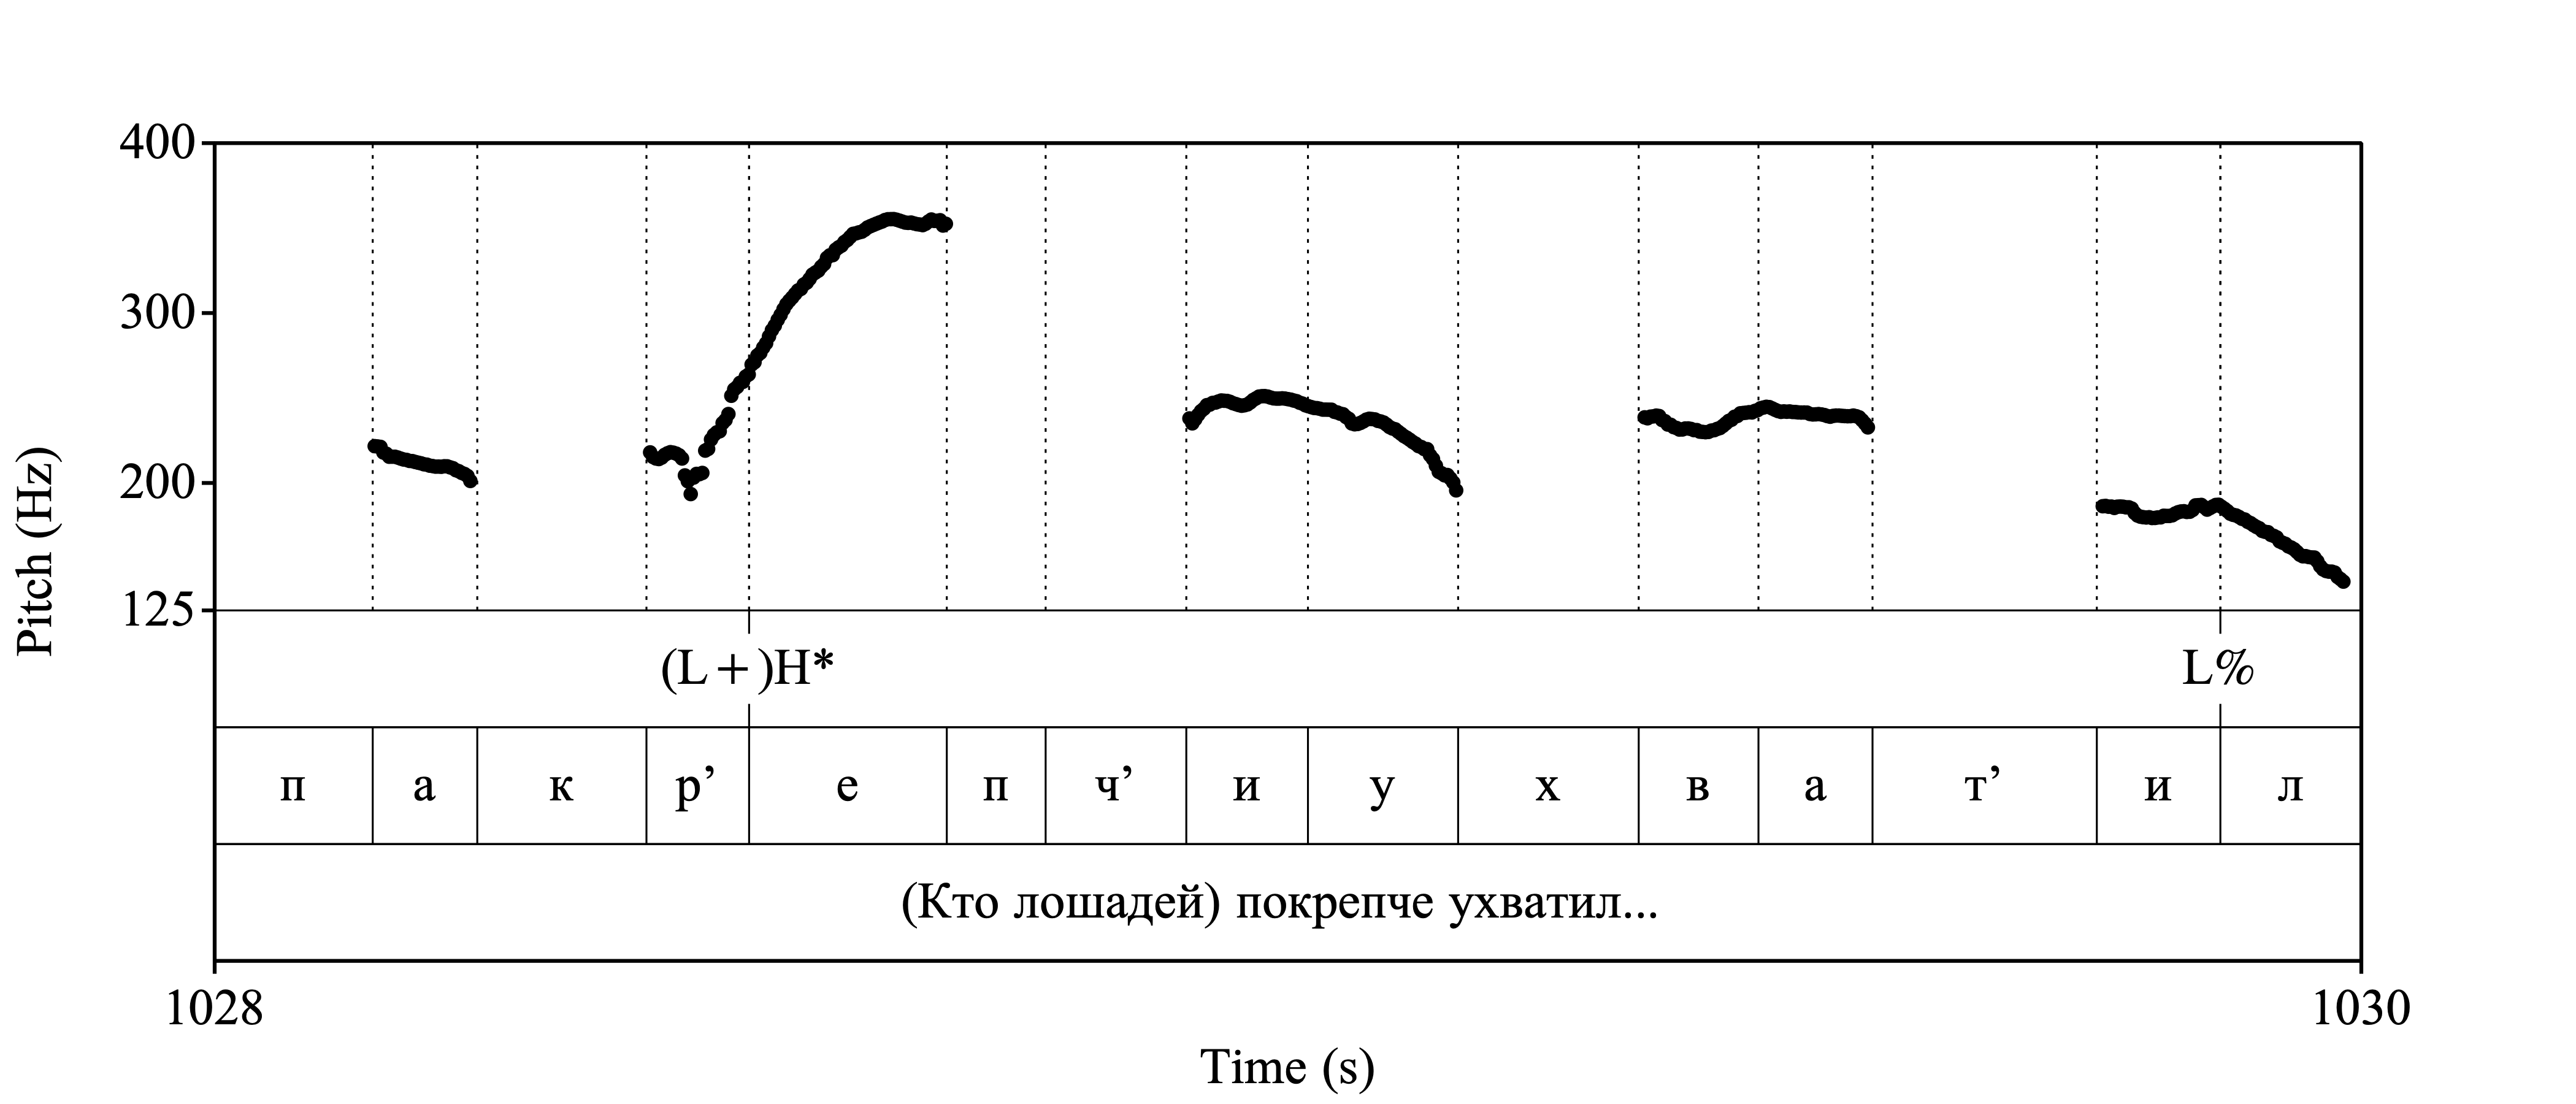 400
300
200
125
Pitch (Hz)
(L+)H* L%
п а к р’ е п ч’ и у х в а т’ и л
(Кто лошадей) покрепче ухватил...
1028 1030
Time (s)